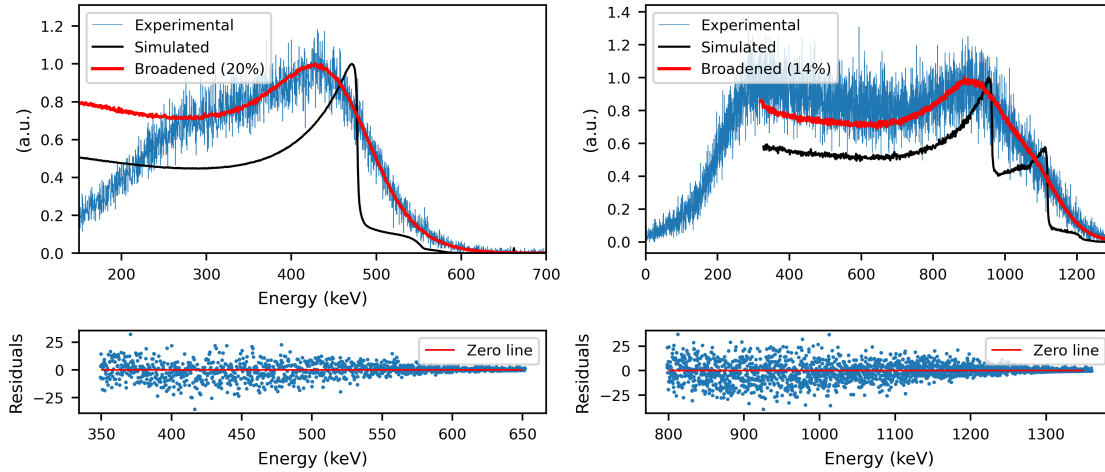 1.2
1.0
0.8
0.6
0.4
0.2
0.0
(a.u.)
Experimental
Simulated
Broadened (20%)
200 300 400 500 600 700
Energy (keV)
1.4
1.2
1.0
0.8
0.6
0.4
0.2
0.0
(a.u.)
Experimental
Simulated
Broadened (14%)
0 200 400 600 800 1000 1200
Energy (keV)
25
0
−25
Residuals
Zero line
350 400 450 500 550 600 650
Energy (keV)
25
0
−25
Residuals
Zero line
800 900 1000 1100 1200 1300
Energy (keV)